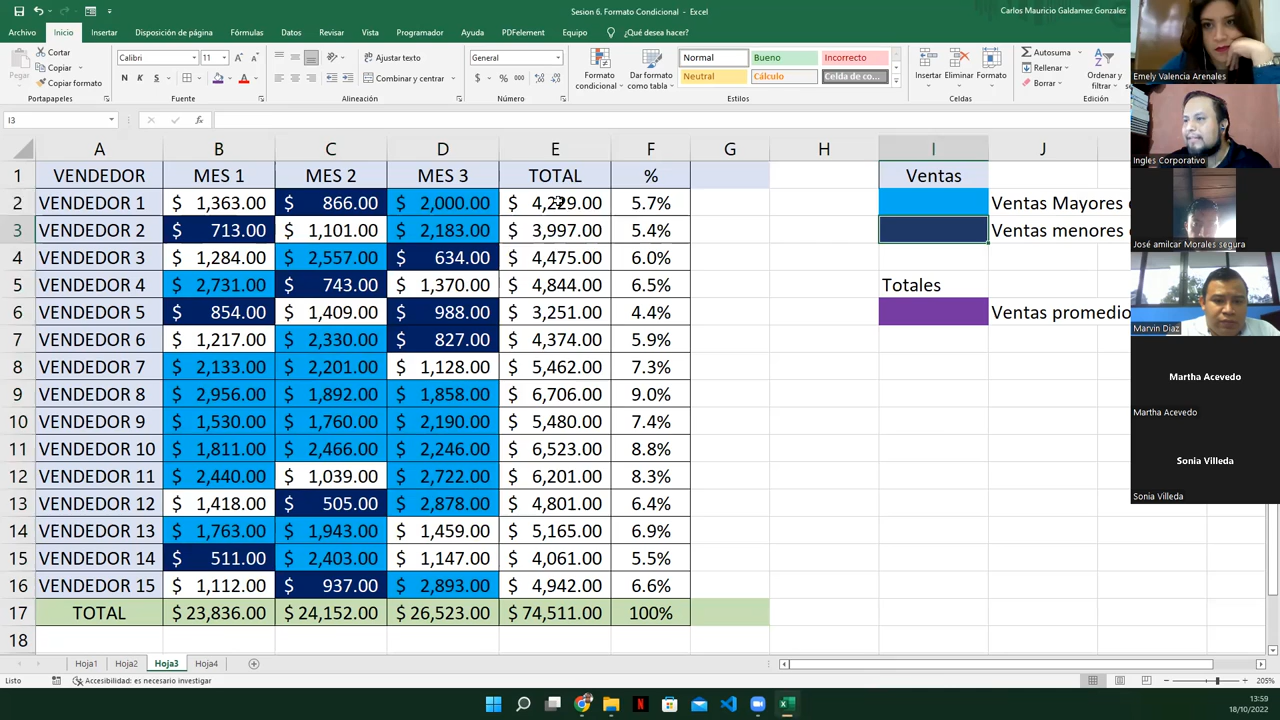 Sesion 6. Formato Condicional - Excel
Carlos Mauricio Galdamez Gonzalez
Archivo Inicio Insertar Disposición de página Fórmulas Datos Revisar Vista Programador Ayuda PDFelement Equipo ¿Qué desea hacer?
Pegar
Cortar
Copiar
Copiar formato
Portapapeles
Calibri 11
N K S
Fuente
Ajustar texto
Combinar y centrar
Alineación
General
$ % 000
Número
Formato condicional
Dar formato como tabla
Normal Bueno Incorrecto
Neutral Cálculo Celda de co...
Estilos
Insertar Eliminar Formato
Celdas
Autosuma
Rellenar
Borrar
Ordenar y filtrar
Edición
I3
fx
A B C D E F G H I J
1 VENDEDOR MES 1 MES 2 MES 3 TOTAL % Ventas
2 VENDEDOR 1 $ 1,363.00 $ 866.00 $ 2,000.00 $ 4,229.00 5.7% Ventas Mayores
3 VENDEDOR 2 $ 713.00 $ 1,101.00 $ 2,183.00 $ 3,997.00 5.4% Ventas menores
4 VENDEDOR 3 $ 1,284.00 $ 2,557.00 $ 634.00 $ 4,475.00 6.0%
5 VENDEDOR 4 $ 2,731.00 $ 743.00 $ 1,370.00 $ 4,844.00 6.5% Totales
6 VENDEDOR 5 $ 854.00 $ 1,409.00 $ 988.00 $ 3,251.00 4.4% Ventas promedio
7 VENDEDOR 6 $ 1,217.00 $ 2,330.00 $ 827.00 $ 4,374.00 5.9%
8 VENDEDOR 7 $ 2,133.00 $ 2,201.00 $ 1,128.00 $ 5,462.00 7.3%
9 VENDEDOR 8 $ 2,956.00 $ 1,892.00 $ 1,858.00 $ 6,706.00 9.0%
10 VENDEDOR 9 $ 1,530.00 $ 1,760.00 $ 2,190.00 $ 5,480.00 7.4%
11 VENDEDOR 10 $ 1,811.00 $ 2,466.00 $ 2,246.00 $ 6,523.00 8.8%
12 VENDEDOR 11 $ 2,440.00 $ 1,039.00 $ 2,722.00 $ 6,201.00 8.3%
13 VENDEDOR 12 $ 1,418.00 $ 505.00 $ 2,878.00 $ 4,801.00 6.4%
14 VENDEDOR 13 $ 1,763.00 $ 1,943.00 $ 1,459.00 $ 5,165.00 6.9%
15 VENDEDOR 14 $ 511.00 $ 2,403.00 $ 1,147.00 $ 4,061.00 5.5%
16 VENDEDOR 15 $ 1,112.00 $ 937.00 $ 2,893.00 $ 4,942.00 6.6%
17 TOTAL $ 23,836.00 $ 24,152.00 $ 26,523.00 $ 74,511.00 100%
18
Emely Valencia Arenales
Ingles Corporativo
José amilcar Morales segura
Marvin Diaz
Martha Acevedo
Martha Acevedo
Sonia Villeda
Sonia Villeda
Hoja1 Hoja2 Hoja3 Hoja4
Listo Accesibilidad: es necesario investigar
205%
13:59
18/10/2022